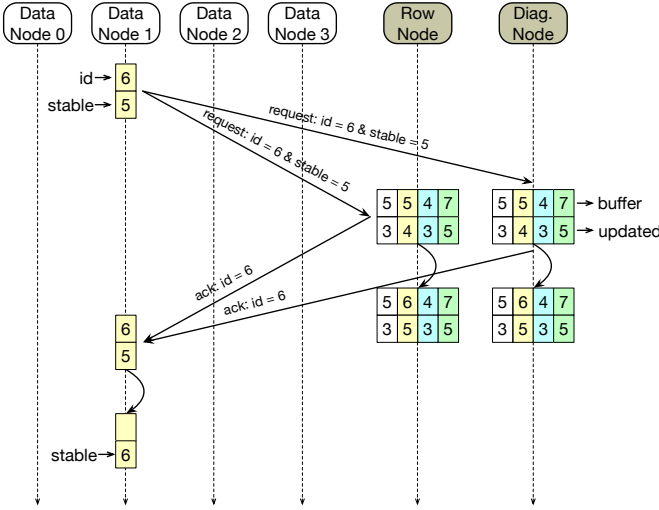 Data Node 0
Data Node 1
Data Node 2
Data Node 3
Row Node
Diag. Node
id 6
stable 5
request: id = 6 & stable = 5
request: id = 6 & stable = 5
5 5 4 7
5 5 4 7 buffer
3 4 3 5
3 4 3 5 updated
ack: id = 6
ack: id = 6
5 6 4 7
5 6 4 7
3 5 3 5
3 5 3 5
6
5
stable 6